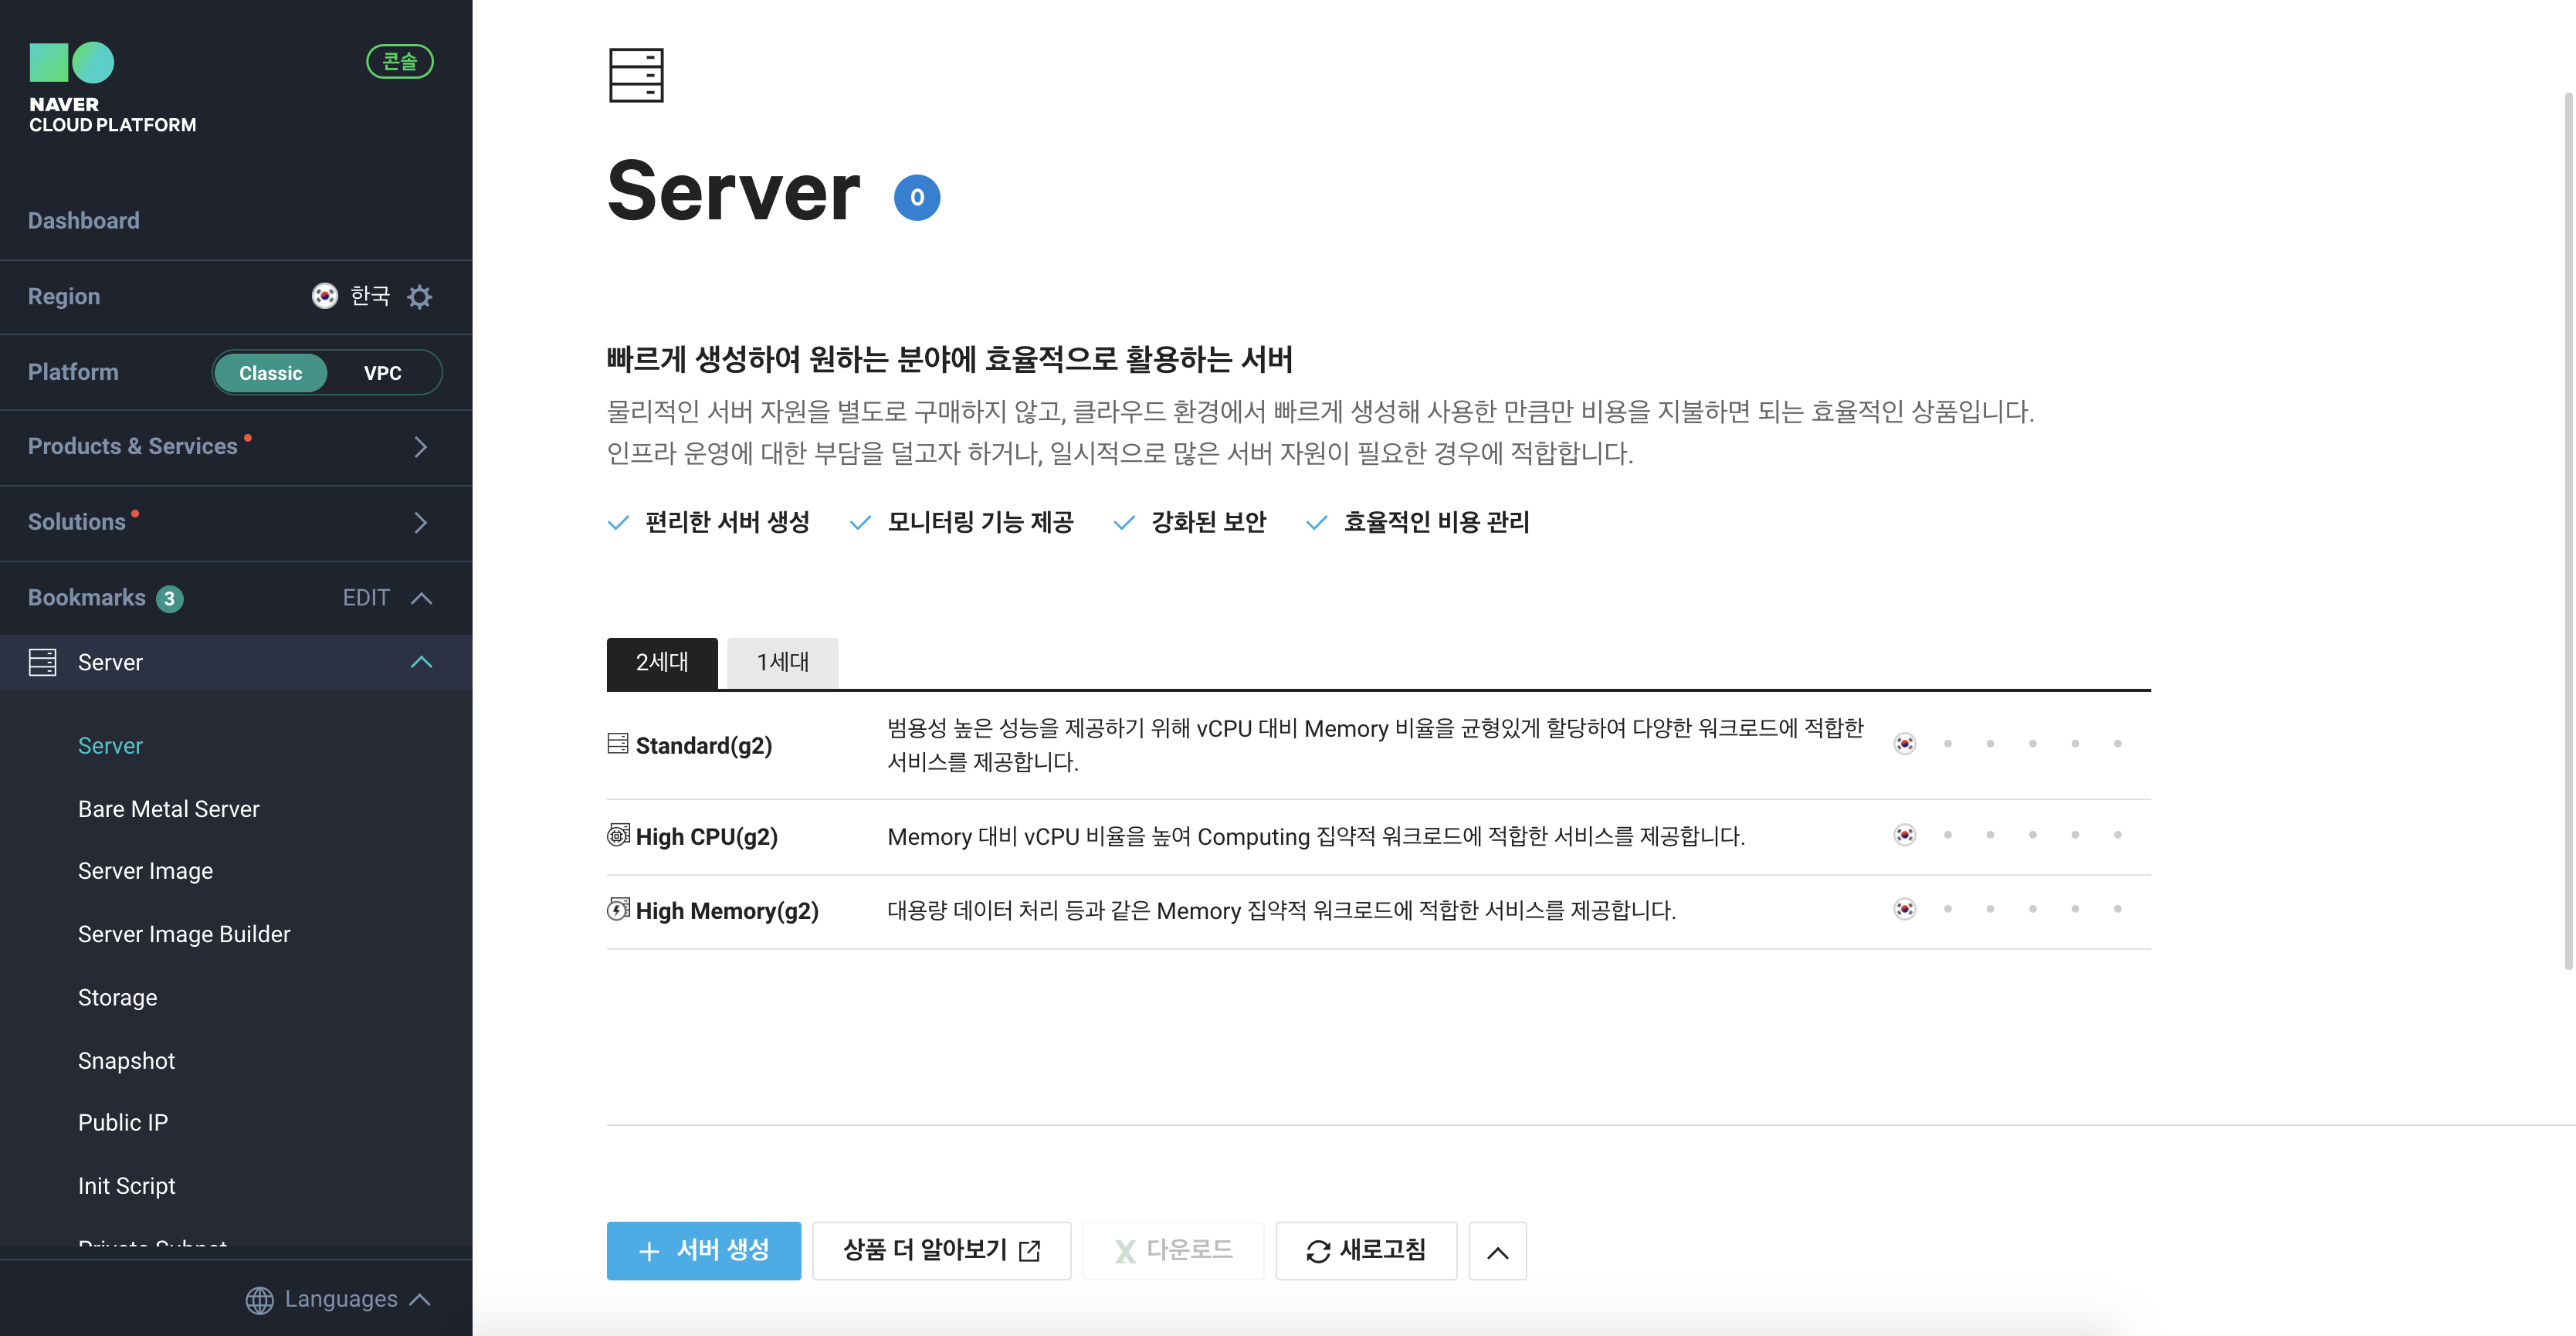 NAVER
CLOUD PLATFORM
콘솔
Dashboard
Region
한국
Platform
Classic
VPC
Products & Services
Solutions
Bookmarks 3
EDIT
Server
Server
Bare Metal Server
Server Image
Server Image Builder
Storage
Snapshot
Public IP
Init Script
Private Subnet
Languages
Server 0
빠르게 생성하여 원하는 분야에 효율적으로 활용하는 서버
물리적인 서버 자원을 별도로 구매하지 않고, 클라우드 환경에서 빠르게 생성해 사용한 만큼만 비용을 지불하면 되는 효율적인 상품입니다.
인프라 운영에 대한 부담을 덜고자 하거나, 일시적으로 많은 서버 자원이 필요한 경우에 적합합니다.
편리한 서버 생성 모니터링 기능 제공 강화된 보안 효율적인 비용 관리
2세대 1세대
Standard(g2)
범용성 높은 성능을 제공하기 위해 vCPU 대비 Memory 비율을 균형있게 할당하여 다양한 워크로드에 적합한
서비스를 제공합니다.
High CPU(g2)
Memory 대비 vCPU 비율을 높여 Computing 집약적 워크로드에 적합한 서비스를 제공합니다.
High Memory(g2)
대용량 데이터 처리 등과 같은 Memory 집약적 워크로드에 적합한 서비스를 제공합니다.
+ 서버 생성 상품 더 알아보기 X 다운로드 새로고침